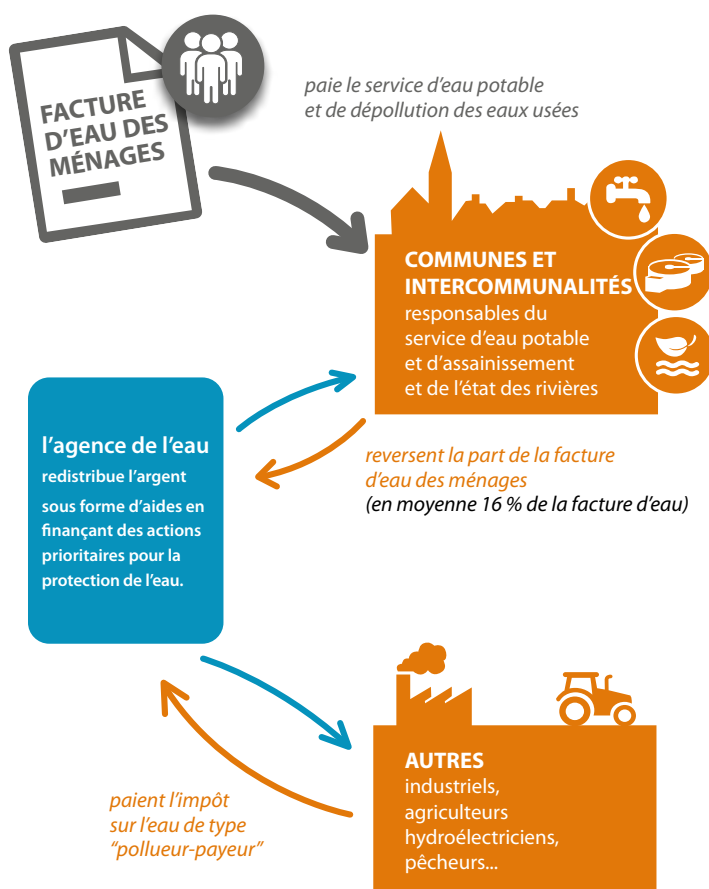 FACTURE
D'EAU DES
MÉNAGES
paie le service d'eau potable
et de dépollution des eaux usées
COMMUNES ET
INTERCOMMUNALITÉS
responsables du
service d'eau potable
et d'assainissement
et de l'état des rivières
l'agence de l'eau
redistribue l'argent
sous forme d'aides en
finançant des actions
prioritaires pour la
protection de l'eau.
reversent la part de la facture
d'eau des ménages
(en moyenne 16 % de la facture d'eau)
AUTRES
industriels,
agriculteurs
hydroélectriciens,
pêcheurs...
paient l'impôt
sur l'eau de type
"pollueur-payeur"